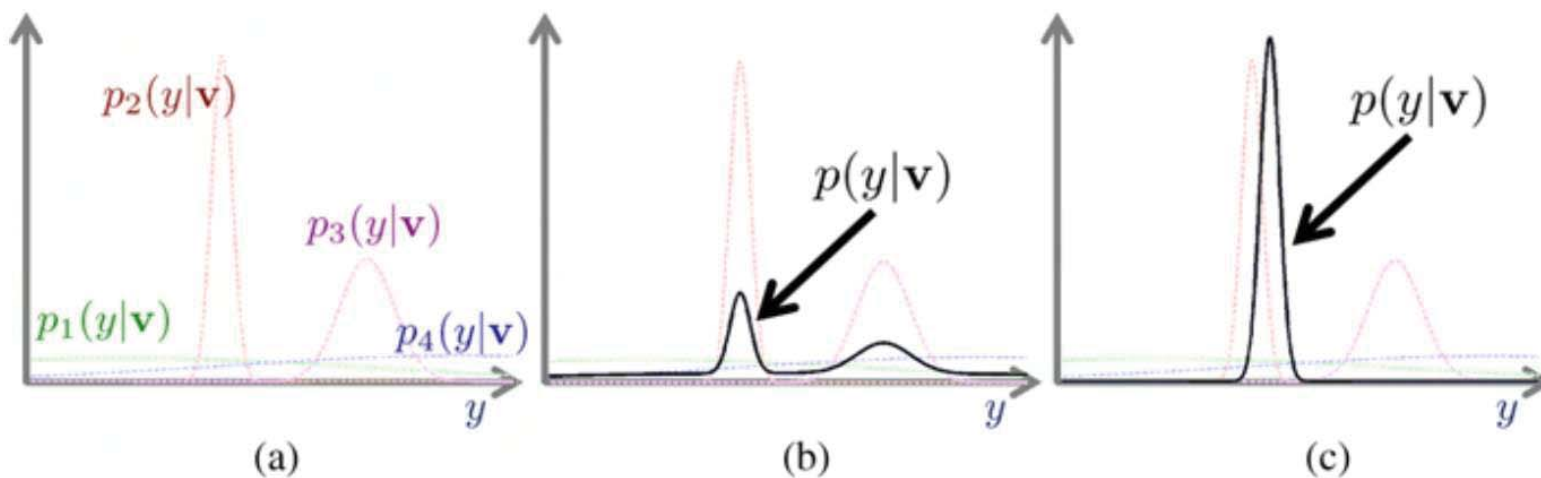 p₂(y|v)
p₃(y|v)
p₁(y|v)
p₄(y|v)
y
(a)
p(y|v)
y
(b)
p(y|v)
y
(c)